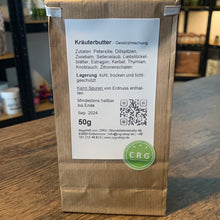 Kräuterbutter - Gewürzmischung
Zutaten: Petersilie, Dillspitzen,
Zwiebeln, Sellerielaub, Liebstöckel-
blätter, Estragon, Kerbel, Thymian,
Knoblauch, Zitronenschalen
Lagerung: kühl, trocken und licht-
geschützt
Kann Spuren von Erdnuss enthal-
ten.
Mindestens haltbar
bis Ende:
Sep. 2024
50g
CRG